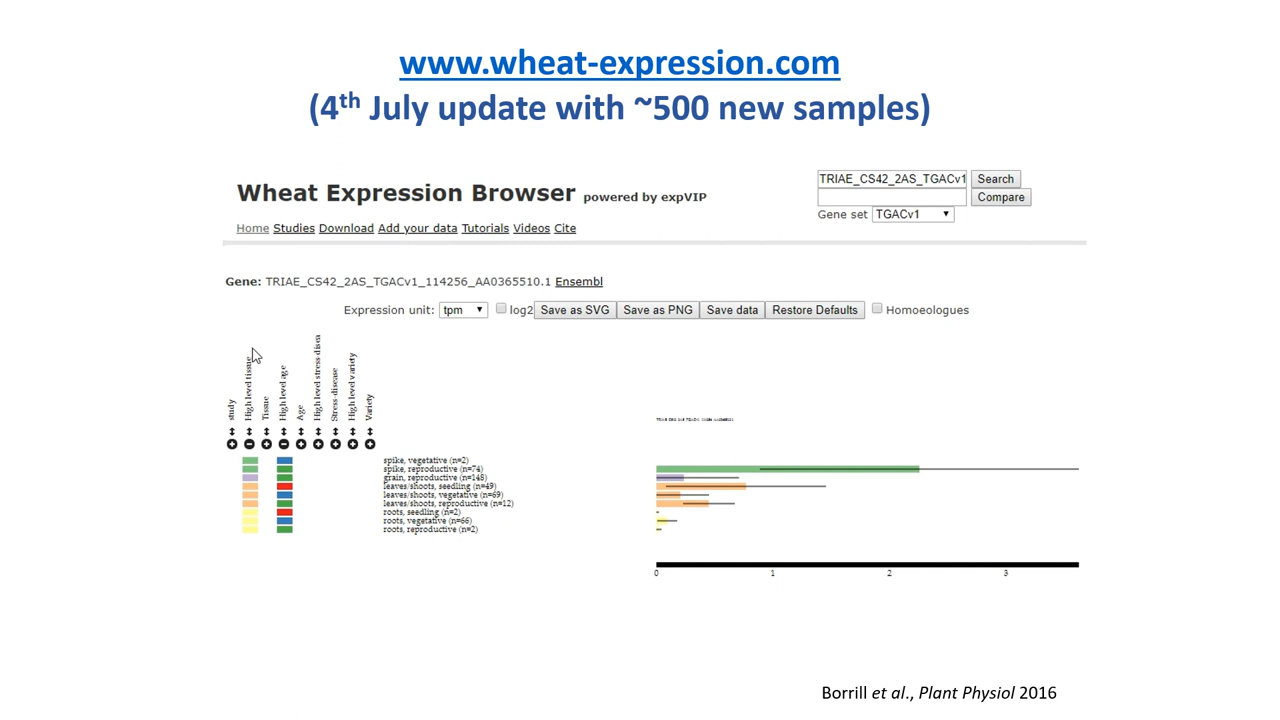 www.wheat-expression.com
(4th July update with ~500 new samples)
Wheat Expression Browser powered by expVIP
TRIAE_CS42_2AS_TGACv1 Search
Compare
Gene set TGACv1
Home Studies Download Add your data Tutorials Videos Cite
Gene: TRIAE_CS42_2AS_TGACv1_114256_AA0365510.1 Ensembl
Expression unit: tpm log2 Save as SVG Save as PNG Save data Restore Defaults Homoeologues
study
High level tissue
Tissue
High level age
Age
High level stress-disea
Stress-disease
High level variety
Variety
spike, vegetative (n=2)
spike, reproductive (n=74)
grain, reproductive (n=148)
leaves/shoots, seedling (n=49)
leaves/shoots, vegetative (n=69)
leaves/shoots, reproductive (n=12)
roots, seedling (n=2)
roots, vegetative (n=66)
roots, reproductive (n=2)
0 1 2 3
Borrill et al., Plant Physiol 2016